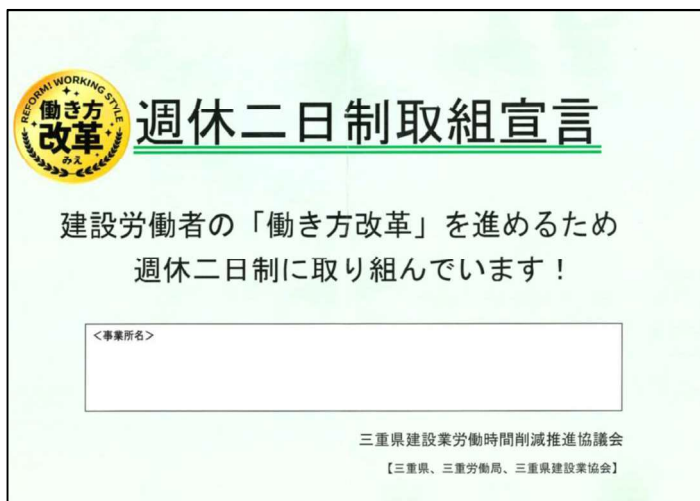 REFORM! WORKING STYLE
働き方
改革
みえ
週休二日制取組宣言
建設労働者の「働き方改革」を進めるため
週休二日制に取り組んでいます！
＜事業所名＞
三重県建設業労働時間削減推進協議会
【三重県、三重労働局、三重県建設業協会】